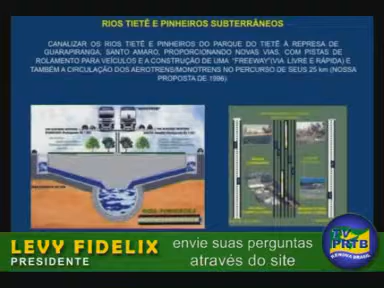 RIOS TIETÊ E PINHEIROS SUBTERRÂNEOS
CANALIZAR OS RIOS TIETÊ E PINHEIROS DO PARQUE DO TIETÊ À REPRESA DE
GUARAPIRANGA, SANTO AMARO, PROPORCIONANDO NOVAS VIAS, COM PISTAS DE
ROLAMENTO PARA VEÍCULOS E A CONSTRUÇÃO DE UMA "FREEWAY"(VIA LIVRE E RÁPIDA) E
TAMBÉM A CIRCULAÇÃO DOS AEROTRENS/MONOTRENS NO PERCURSO DE SEUS 25 km (NOSSA
PROPOSTA DE 1996)
LEVY FIDELIX
PRESIDENTE
envie suas perguntas
através do site
TV
PRTB
RENOVA BRASIL